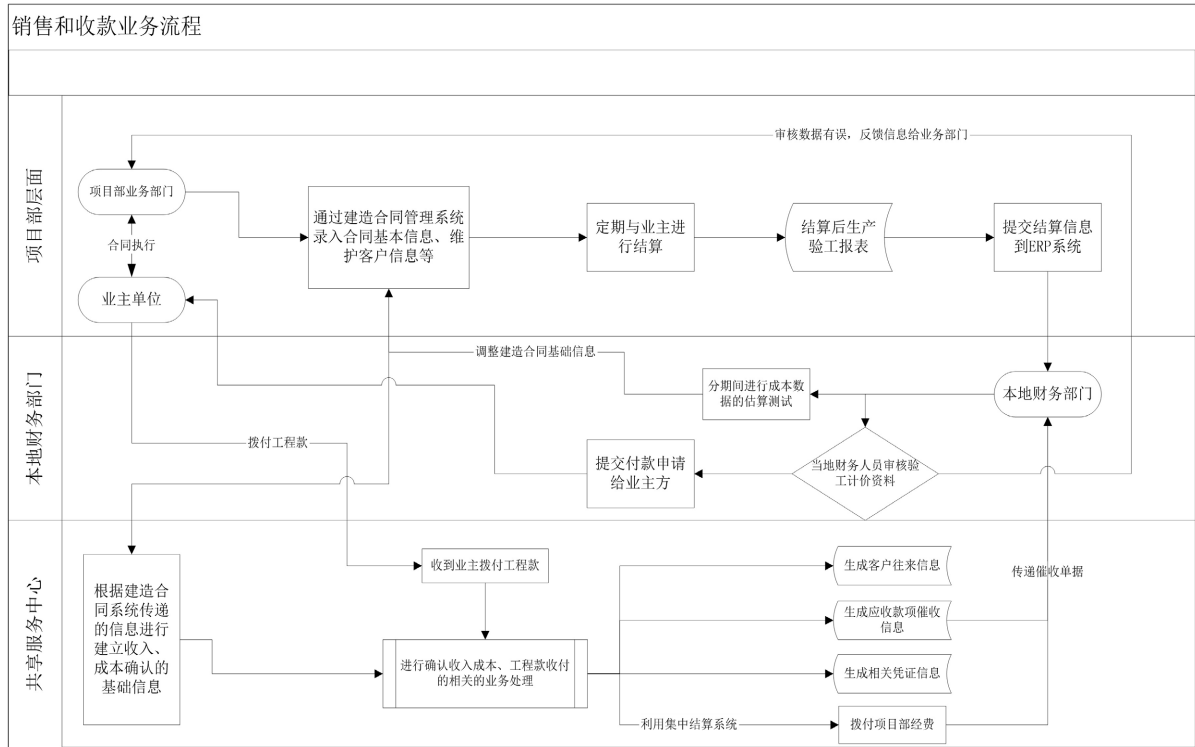 销售和收款业务流程
项目部层面
审核数据有误，反馈信息给业务部门
项目部业务部门
合同执行
业主单位
通过建造合同管理系统
录入合同基本信息、维
护客户信息等
定期与业主进
行结算
结算后生产
验工报表
提交结算信息
到ERP系统
本地财务部门
调整建造合同基础信息
分期间进行成本数
据的估算测试
本地财务部门
拨付工程款
提交付款申请
给业主方
当地财务人员审核验
工计价资料
共享服务中心
根据建造合
同系统传递
的信息进行
建立收入、
成本确认的
基础信息
收到业主拨付工程款
进行确认收入成本、工程款收付
的相关的业务处理
生成客户往来信息
传递催收单据
生成应收款项催收
信息
生成相关凭证信息
利用集中结算系统
拨付项目部经费